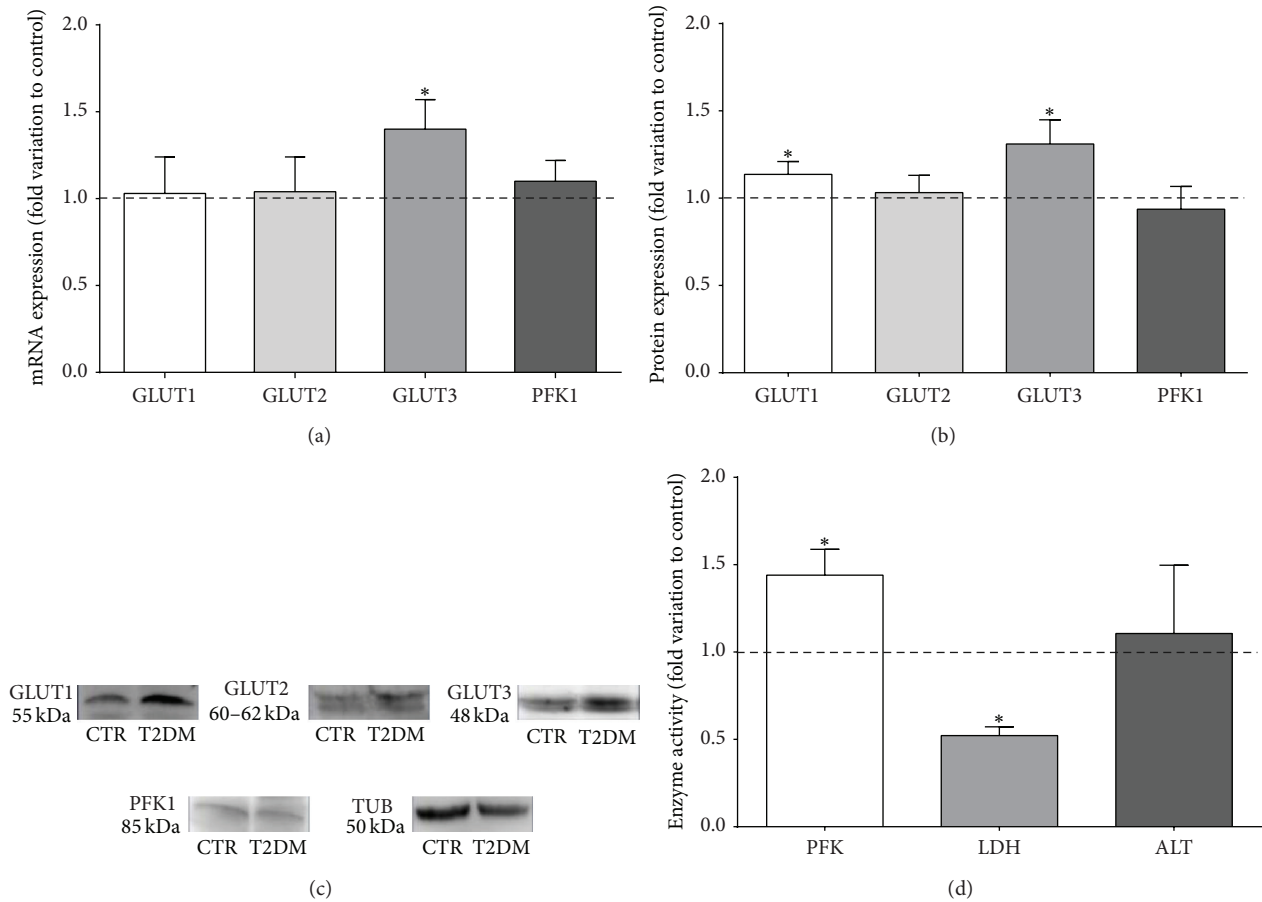 mRNA expression (fold variation to control)
2.0
1.5
1.0
0.5
0.0
*
GLUT1 GLUT2 GLUT3 PFK1
(a)
Protein expression (fold variation to control)
2.0
1.5
1.0
0.5
0.0
*
*
GLUT1 GLUT2 GLUT3 PFK1
(b)
GLUT1
55 kDa
CTR T2DM
GLUT2
60–62 kDa
CTR T2DM
GLUT3
48 kDa
CTR T2DM
PFK1
85 kDa
CTR T2DM
TUB
50 kDa
CTR T2DM
(c)
Enzyme activity (fold variation to control)
2.0
1.5
1.0
0.5
0.0
*
*
PFK LDH ALT
(d)